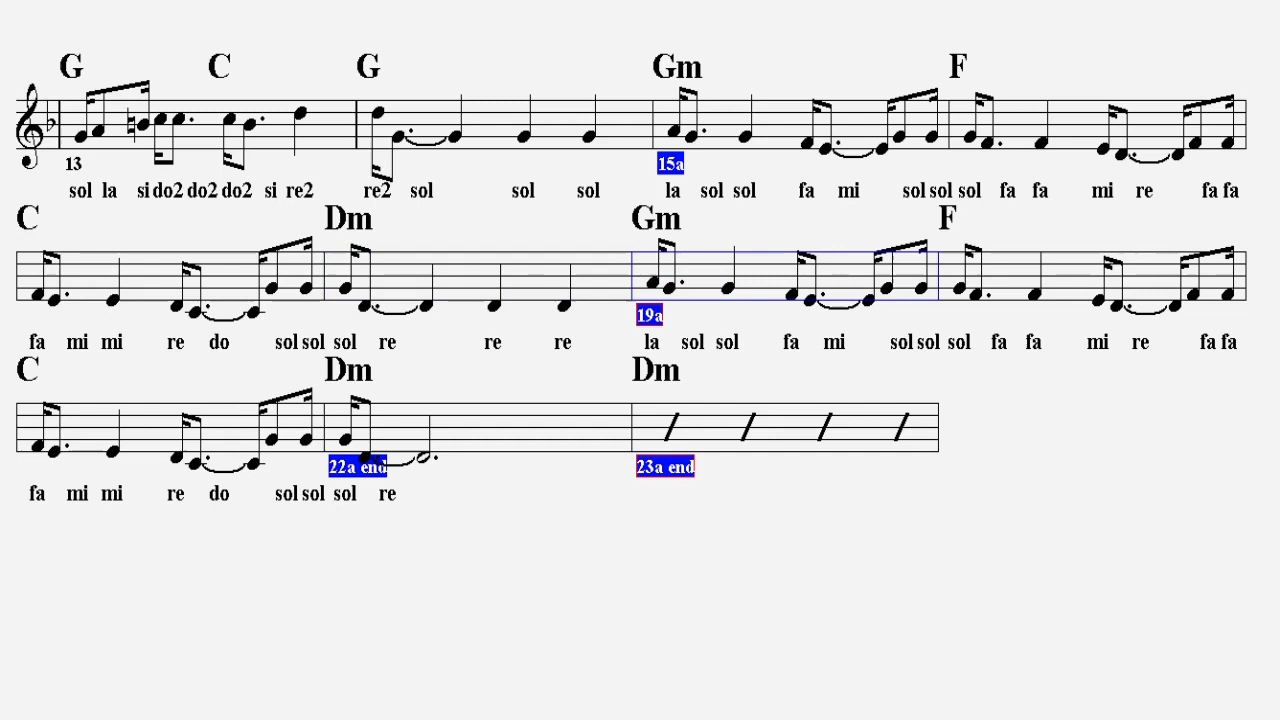 G C G Gm F
13 15a
sol la si do2 do2 do2 si re2 re2 sol sol sol la sol sol fa mi sol sol sol fa fa mi re fa fa
C Dm Gm F
19a
fa mi mi re do sol sol sol re re re la sol sol fa mi sol sol sol fa fa mi re fa fa
C Dm Dm
22a end 23a end
fa mi mi re do sol sol sol re